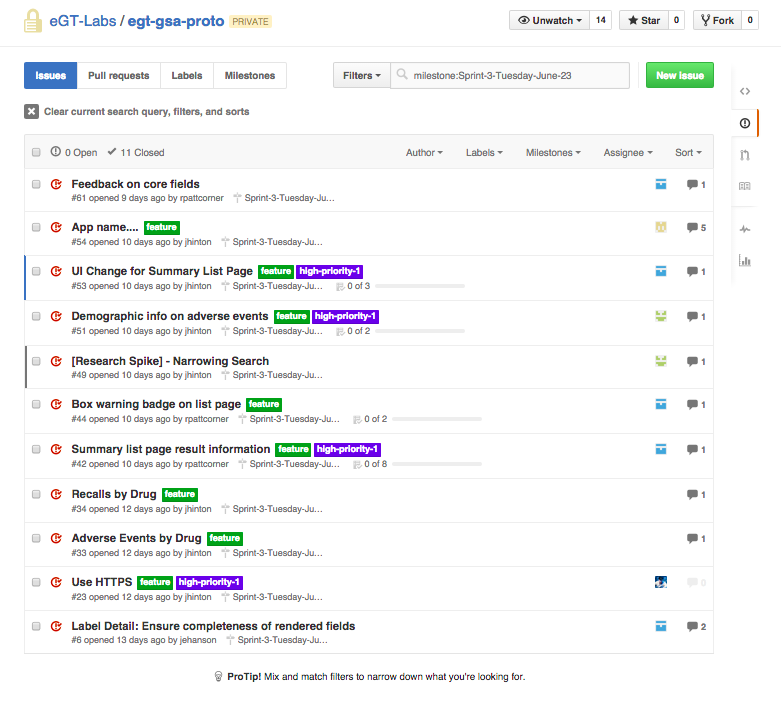 eGT-Labs / egt-gsa-proto PRIVATE
Unwatch 14 Star 0 Fork 0
Issues Pull requests Labels Milestones Filters milestone:Sprint-3-Tuesday-June-23 New issue
Clear current search query, filters, and sorts
0 Open 11 Closed Author Labels Milestones Assignee Sort
Feedback on core fields 1
#61 opened 9 days ago by rpattcorner Sprint-3-Tuesday-Ju...
App name.... feature 5
#54 opened 10 days ago by jhinton Sprint-3-Tuesday-Ju...
UI Change for Summary List Page feature high-priority-1 1
#53 opened 10 days ago by jhinton Sprint-3-Tuesday-Ju... 0 of 3
Demographic info on adverse events feature high-priority-1 1
#51 opened 10 days ago by jhinton Sprint-3-Tuesday-Ju... 0 of 2
[Research Spike] - Narrowing Search 1
#49 opened 10 days ago by jhinton Sprint-3-Tuesday-Ju...
Box warning badge on list page feature 1
#44 opened 10 days ago by rpattcorner Sprint-3-Tuesday-Ju... 0 of 2
Summary list page result information feature high-priority-1 1
#42 opened 10 days ago by rpattcorner Sprint-3-Tuesday-Ju... 0 of 8
Recalls by Drug feature 1
#34 opened 12 days ago by jhinton Sprint-3-Tuesday-Ju...
Adverse Events by Drug feature 1
#33 opened 12 days ago by jhinton Sprint-3-Tuesday-Ju...
Use HTTPS feature high-priority-1 0
#23 opened 12 days ago by jhinton Sprint-3-Tuesday-Ju...
Label Detail: Ensure completeness of rendered fields 2
#6 opened 13 days ago by jehanson Sprint-3-Tuesday-Ju...
ProTip! Mix and match filters to narrow down what you're looking for.